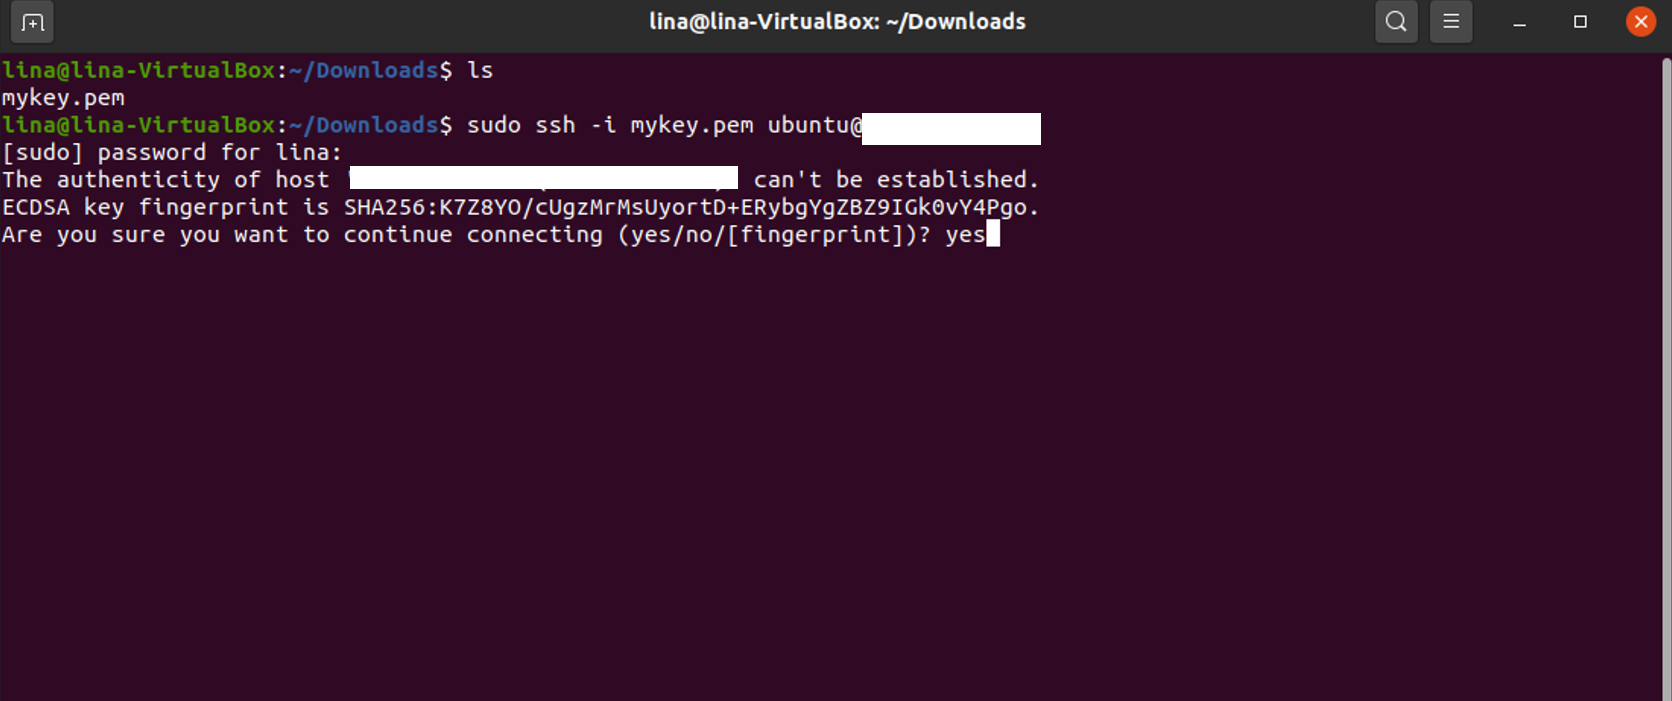 lina@lina-VirtualBox: ~/Downloads
lina@lina-VirtualBox:~/Downloads$ ls
mykey.pem
lina@lina-VirtualBox:~/Downloads$ sudo ssh -i mykey.pem ubuntu@
[sudo] password for lina:
The authenticity of host ' can't be established.
ECDSA key fingerprint is SHA256:K7Z8YO/cUgzMrMsUyortD+ERybgYgZBZ9IGk0vY4Pgo.
Are you sure you want to continue connecting (yes/no/[fingerprint])? yes